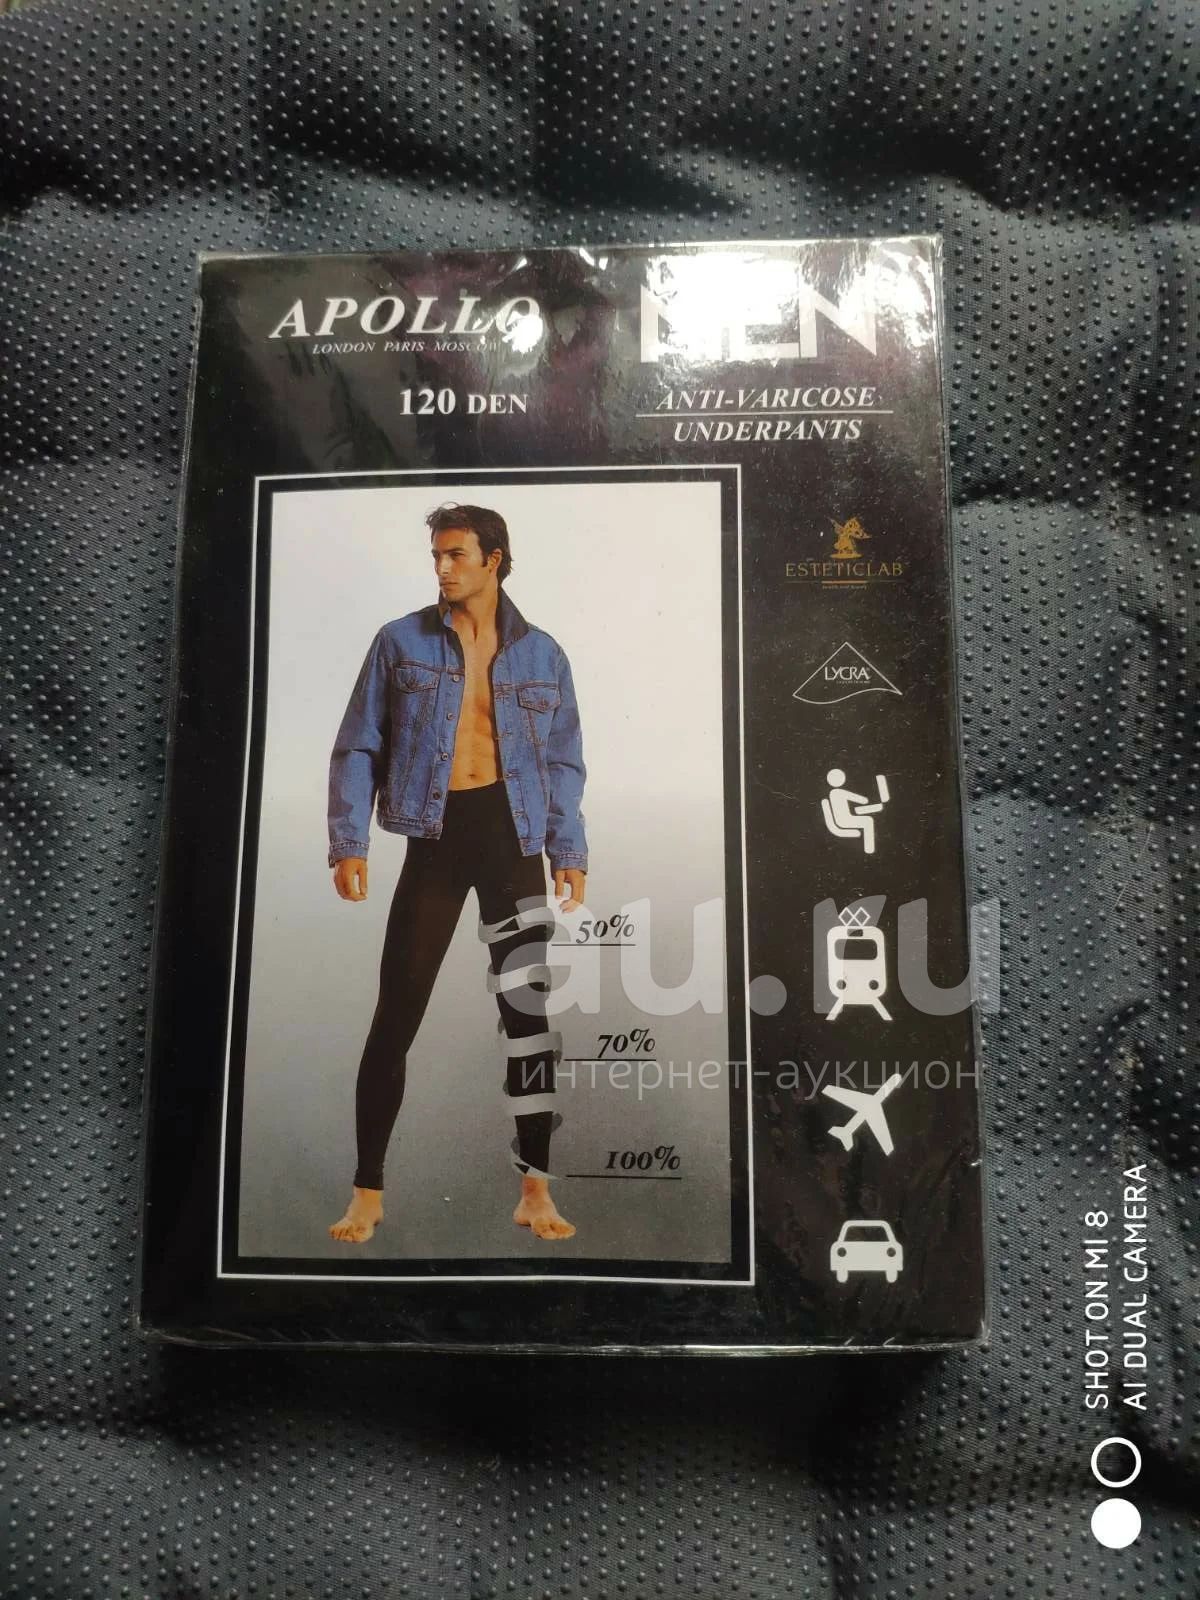 APOLLO
LONDON PARIS MOSCOW
120 DEN
MEN
ANTI-VARICOSE
UNDERPANTS
ESTETICLAB
LYCRA
50%
70%
100%
au.ru
интернет-аукцион
SHOT ON MI 8
AI DUAL CAMERA